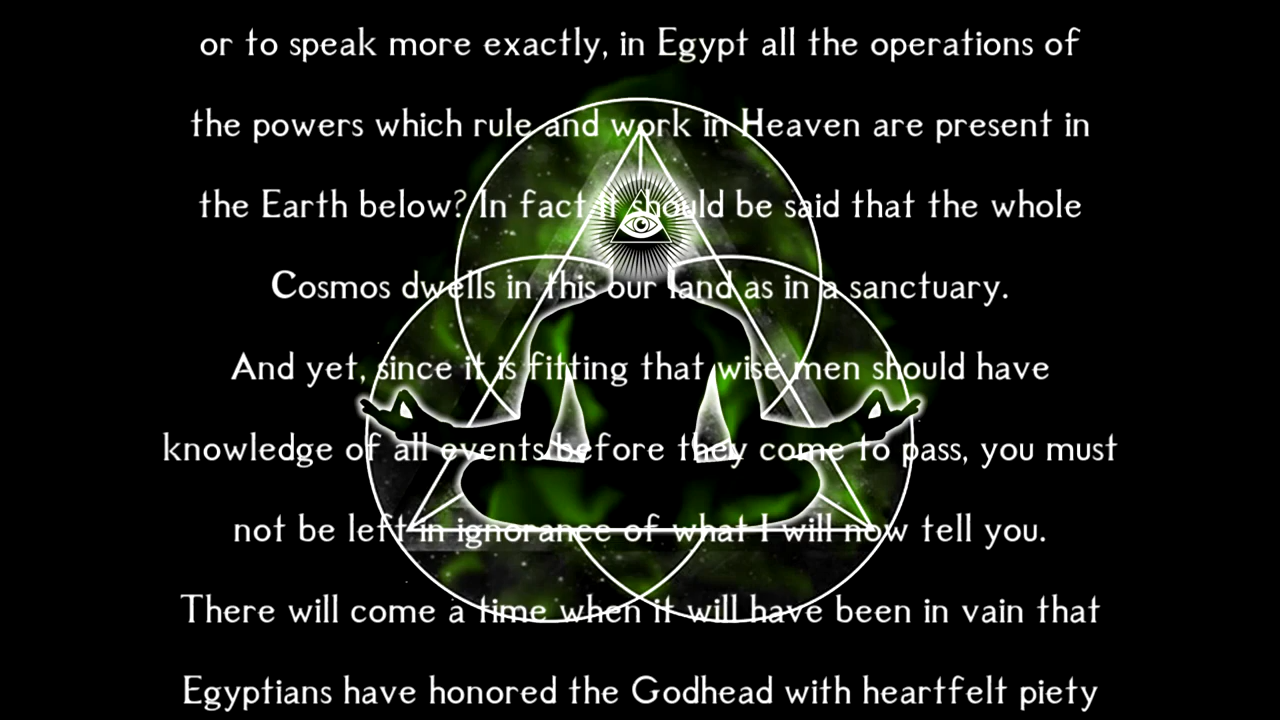 or to speak more exactly, in Egypt all the operations of
the powers which rule and work in Heaven are present in
the Earth below? In fact it should be said that the whole
Cosmos dwells in this our land as in a sanctuary.
And yet, since it is fitting that wise men should have
knowledge of all events before they come to pass, you must
not be left in ignorance of what I will now tell you.
There will come a time when it will have been in vain that
Egyptians have honored the Godhead with heartfelt piety